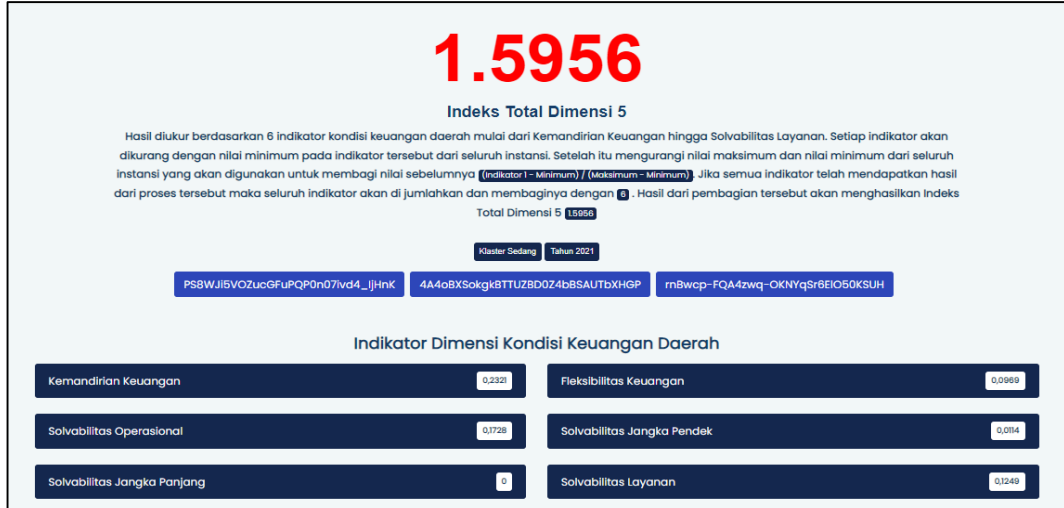 1.5956
Indeks Total Dimensi 5
Hasil diukur berdasarkan 6 indikator kondisi keuangan daerah mulai dari Kemandirian Keuangan hingga Solvabilitas Layanan. Setiap indikator akan
dikurang dengan nilai minimum pada indikator tersebut dari seluruh instansi. Setelah itu mengurangi nilai maksimum dan nilai minimum dari seluruh
instansi yang akan digunakan untuk membagi nilai sebelumnya (Indikator 1 - Minimum) / (Maksimum - Minimum). Jika semua indikator telah mendapatkan hasil
dari proses tersebut maka seluruh indikator akan di jumlahkan dan membaginya dengan 6 . Hasil dari pembagian tersebut akan menghasilkan Indeks
Total Dimensi 5 1.5956
Klaster Sedang Tahun 2021
PS8WJi5VOZucGFuPQP0n07ivd4_IjHnK 4A4oBXSokgkBTTUZBD0Z4bBSAUTbXHGP rnBwcp-FQA4zwq-OKNYqSr6ElO50KSUH
Indikator Dimensi Kondisi Keuangan Daerah
Kemandirian Keuangan 0,2321 Fleksibilitas Keuangan 0,0969
Solvabilitas Operasional 0,1728 Solvabilitas Jangka Pendek 0,0114
Solvabilitas Jangka Panjang 0 Solvabilitas Layanan 0,1249